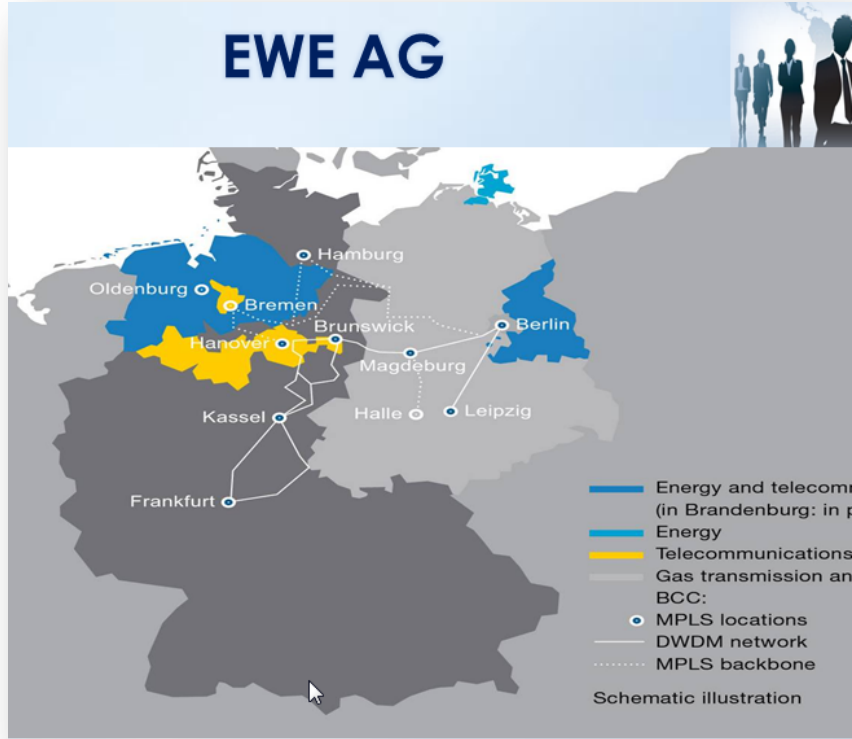 EWE AG
Hamburg
Oldenburg
Bremen
Brunswick
Berlin
Hanover
Magdeburg
Kassel
Halle
Leipzig
Frankfurt
Energy and telecomm
(in Brandenburg: in p
Energy
Telecommunications
Gas transmission an
BCC:
MPLS locations
DWDM network
MPLS backbone
Schematic illustration